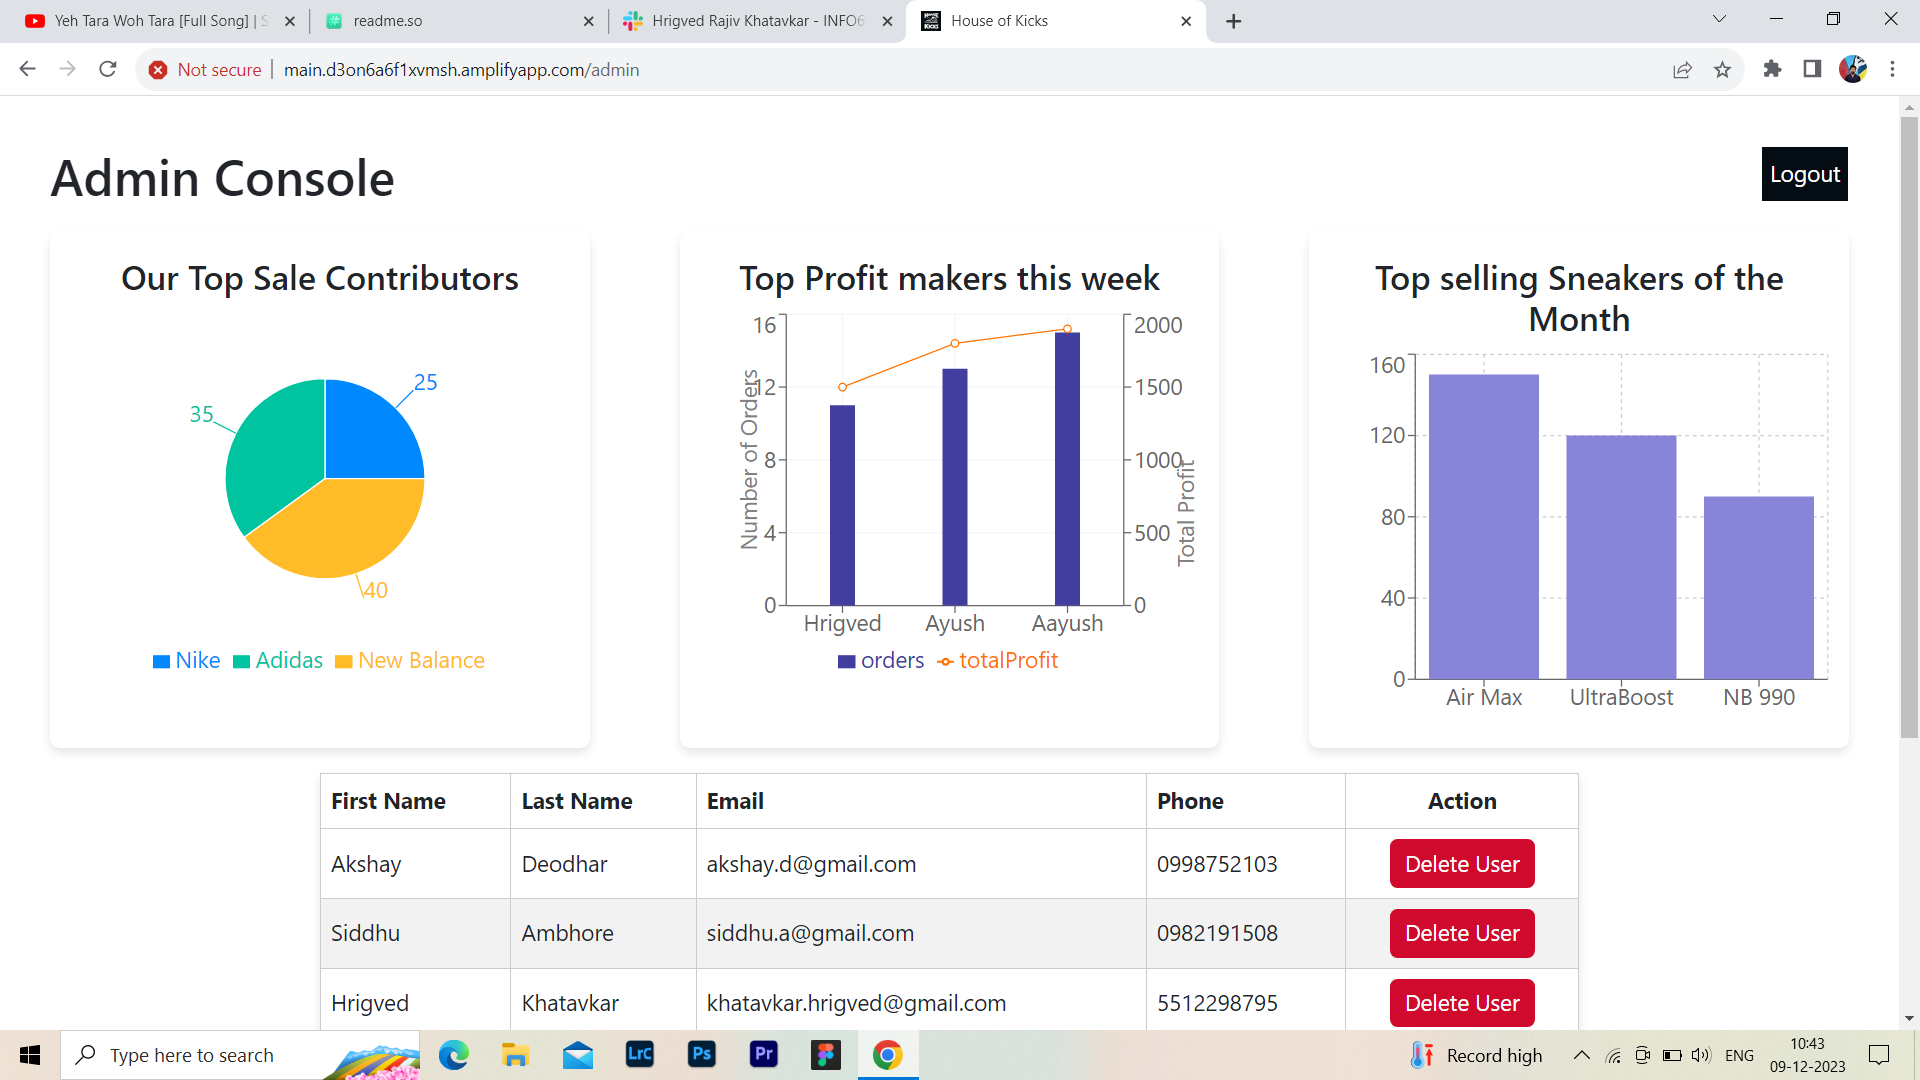 Yeh Tara Woh Tara [Full Song] | S
readme.so
Hrigved Rajiv Khatavkar - INFO6
House of Kicks
Not secure | main.d3on6a6f1xvmsh.amplifyapp.com/admin
Admin Console
Logout
Our Top Sale Contributors
25
35
40
Nike Adidas New Balance
Top Profit makers this week
16
12
8
4
0
Number of Orders
2000
1500
1000
500
0
Total Profit
Hrigved Ayush Aayush
orders totalProfit
Top selling Sneakers of the
Month
160
120
80
40
0
Air Max UltraBoost NB 990
First Name Last Name Email Phone Action
Akshay Deodhar akshay.d@gmail.com 0998752103 Delete User
Siddhu Ambhore siddhu.a@gmail.com 0982191508 Delete User
Hrigved Khatavkar khatavkar.hrigved@gmail.com 5512298795 Delete User
Type here to search
LrC
Ps
Pr
Record high
ENG
10:43
09-12-2023